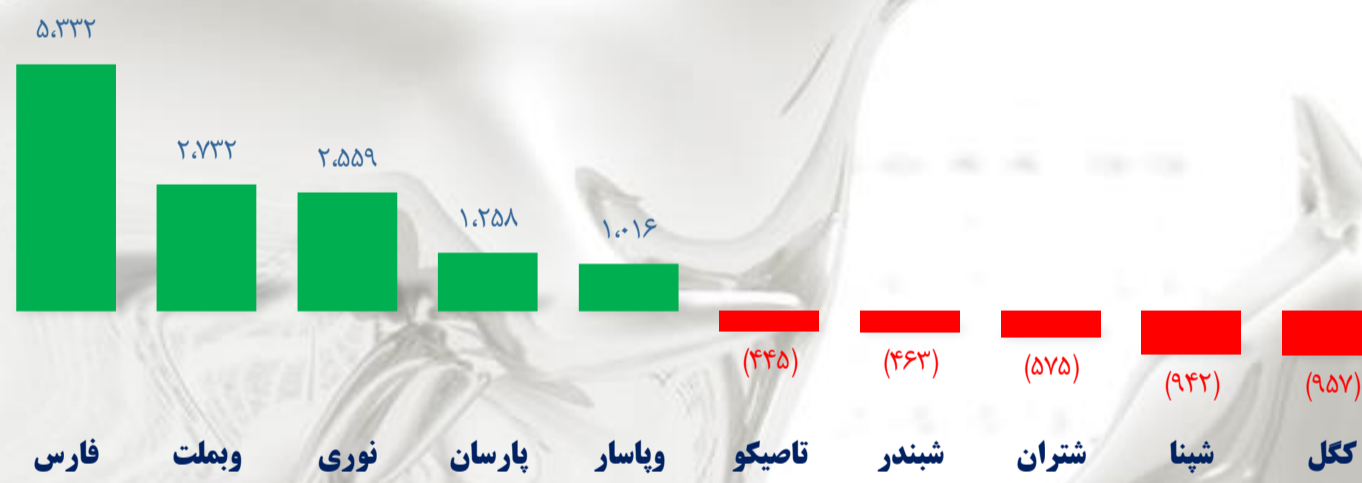 ۵،۳۳۲
۲،۷۳۲
۲،۵۵۹
۱،۲۵۸
۱،۰۱۶
(۴۴۵)
(۴۶۳)
(۵۷۵)
(۹۴۲)
(۹۵۷)
فارس
وبملت
نوری
پارسان
وپاسار
تاصیکو
شبندر
شتران
شپنا
کگل